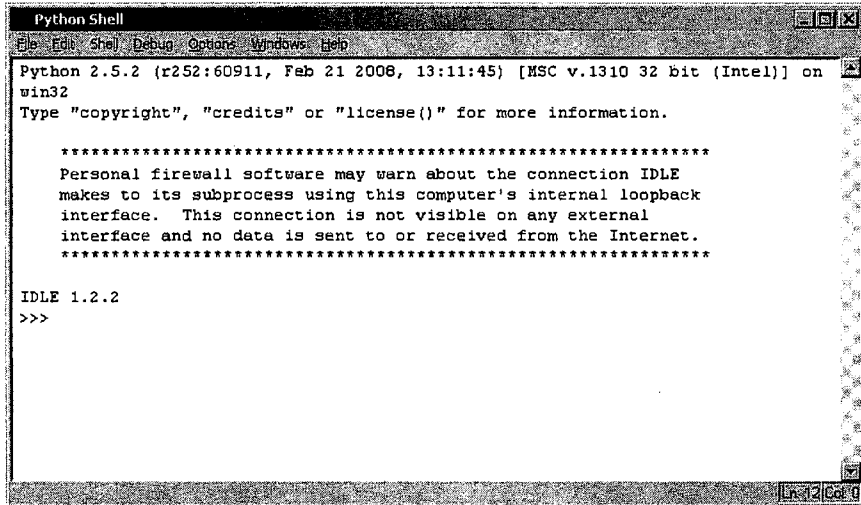 Python Shell
File Edit Shell Debug Options Windows Help
Python 2.5.2 (r252:60911, Feb 21 2008, 13:11:45) [MSC v.1310 32 bit (Intel)] on
win32
Type "copyright", "credits" or "license()" for more information.
****************************************************************
Personal firewall software may warn about the connection IDLE
makes to its subprocess using this computer's internal loopback
interface. This connection is not visible on any external
interface and no data is sent to or received from the Internet.
****************************************************************
IDLE 1.2.2
>>>
Ln: 12 Col: 0